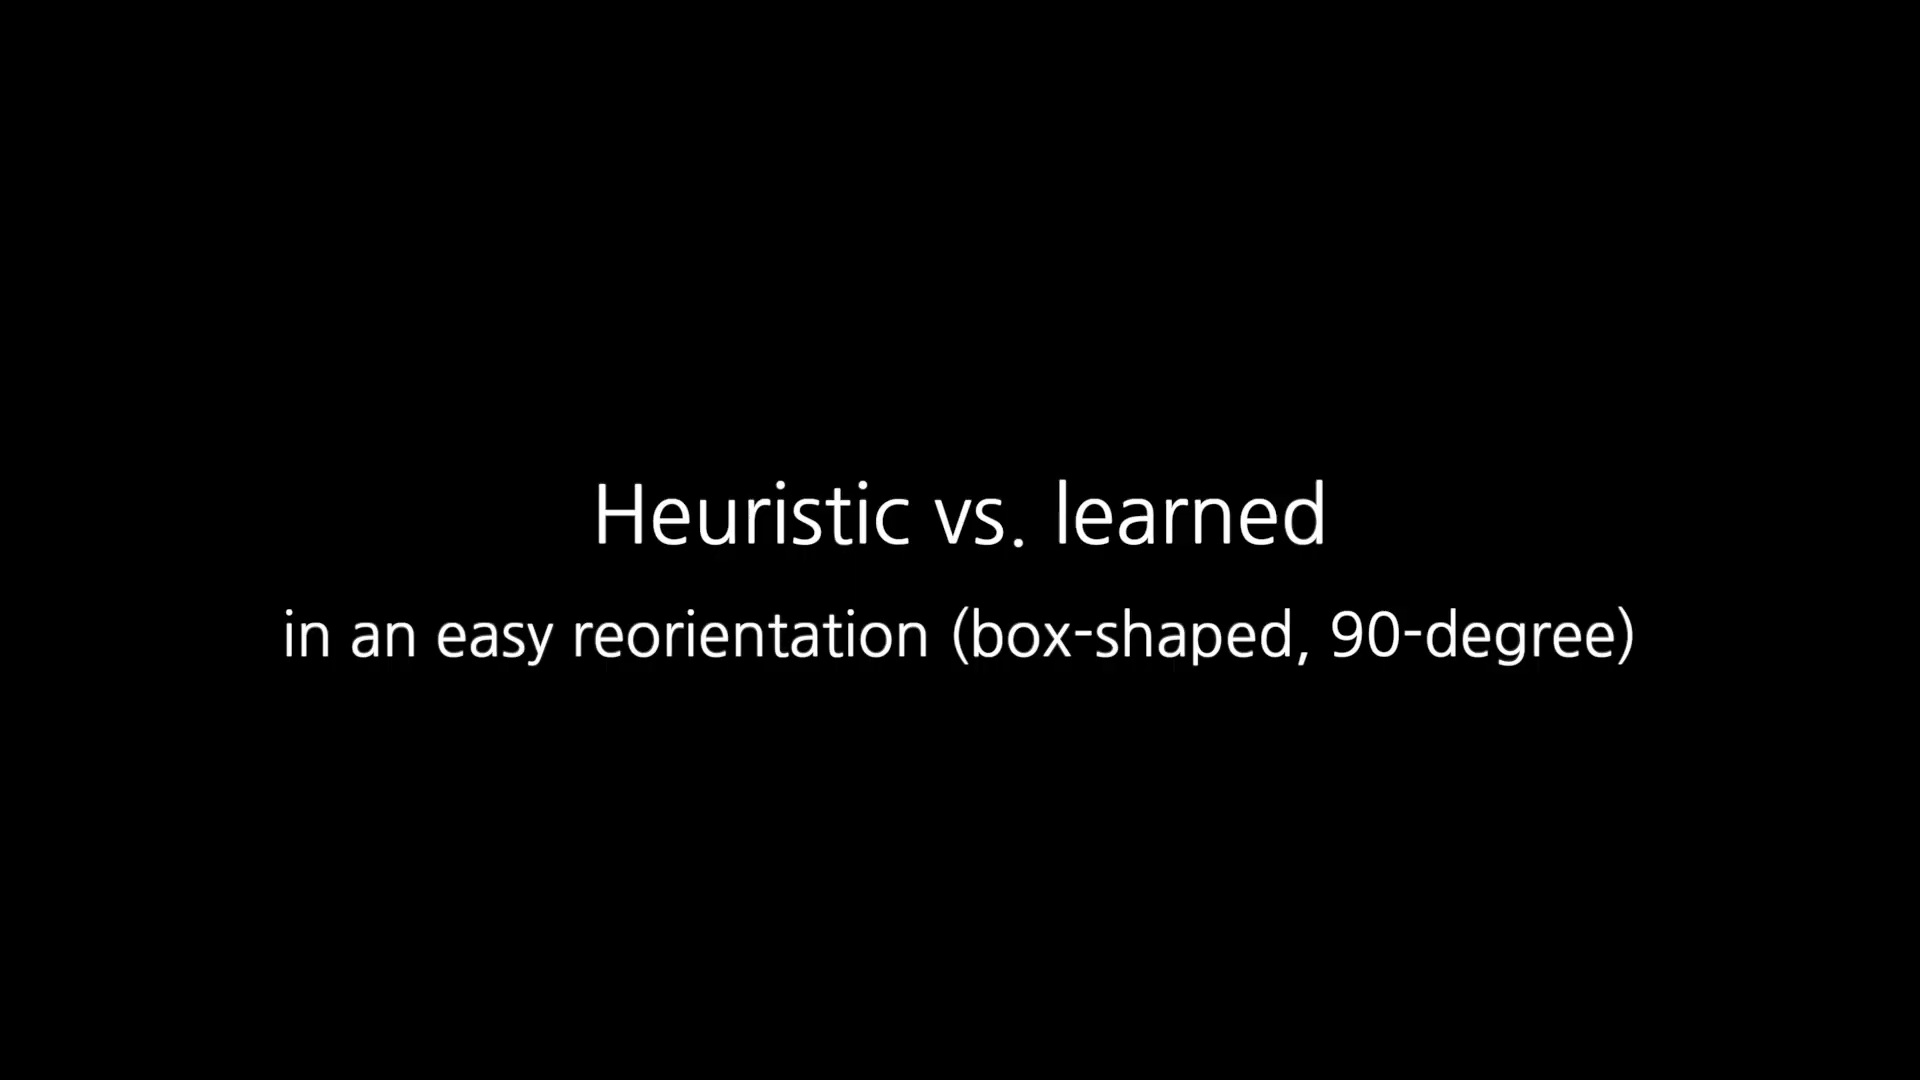 Heuristic vs. learned
in an easy reorientation (box-shaped, 90-degree)